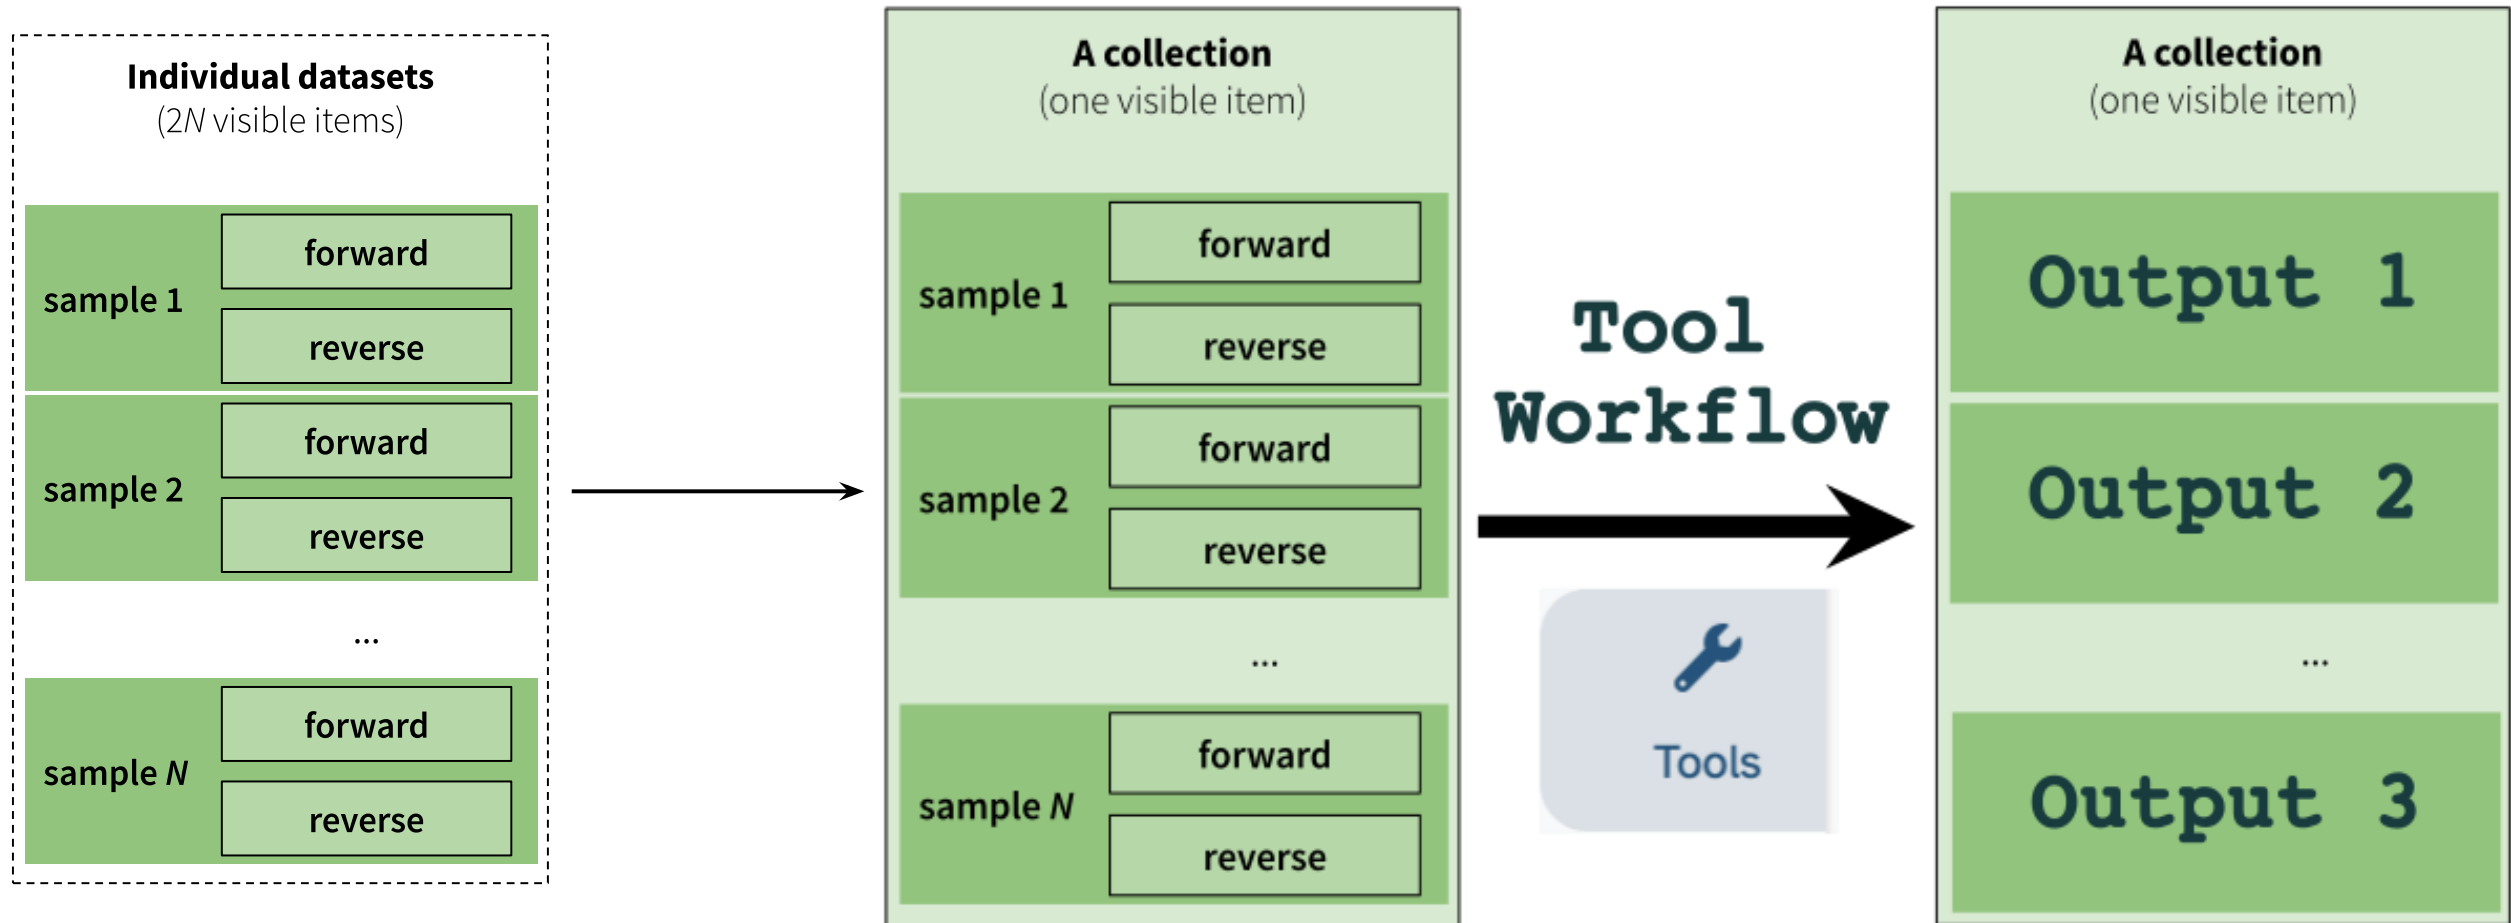 Individual datasets
(2N visible items)
sample 1
forward
reverse
sample 2
forward
reverse
...
sample N
forward
reverse
A collection
(one visible item)
sample 1
forward
reverse
sample 2
forward
reverse
...
sample N
forward
reverse
Tool
Workflow
Tools
A collection
(one visible item)
Output 1
Output 2
...
Output 3